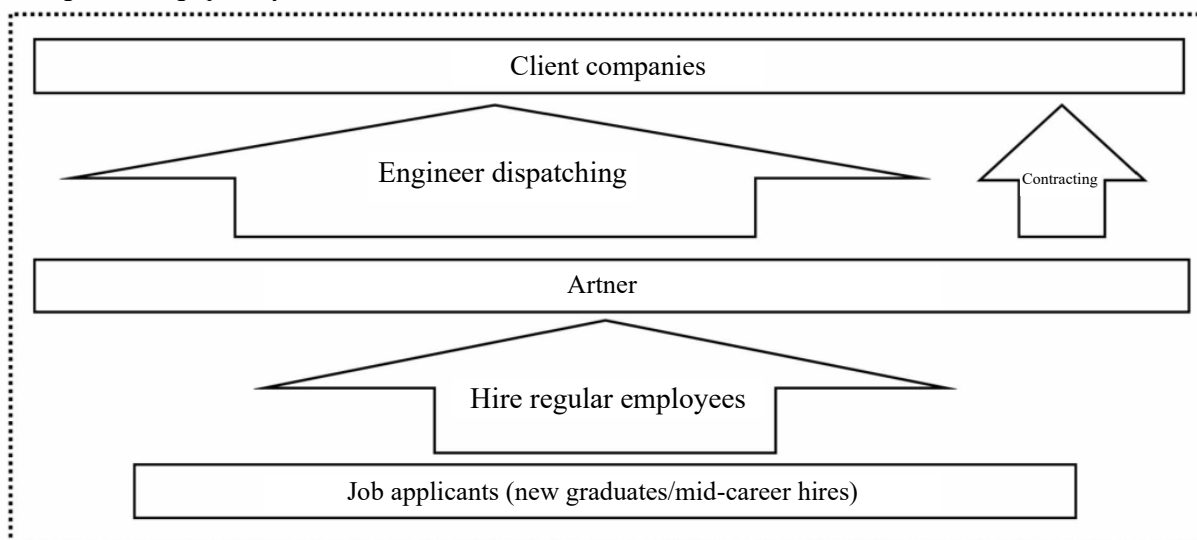 Client companies
Engineer dispatching
Contracting
Artner
Hire regular employees
Job applicants (new graduates/mid-career hires)